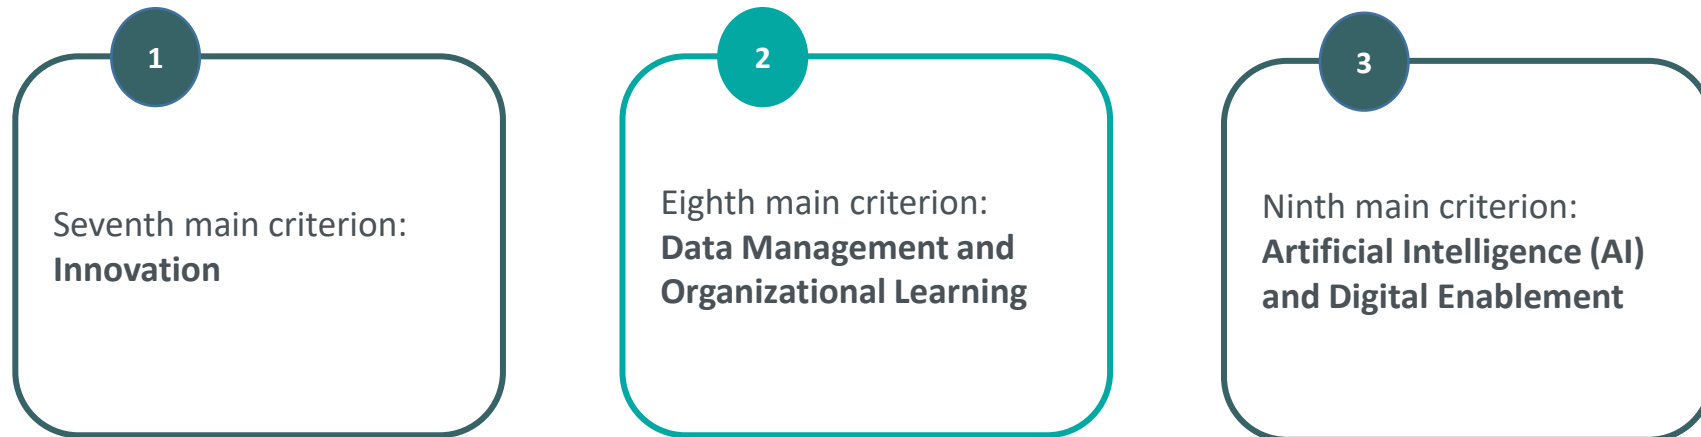 1
Seventh main criterion:
Innovation
2
Eighth main criterion:
Data Management and
Organizational Learning
3
Ninth main criterion:
Artificial Intelligence (AI)
and Digital Enablement